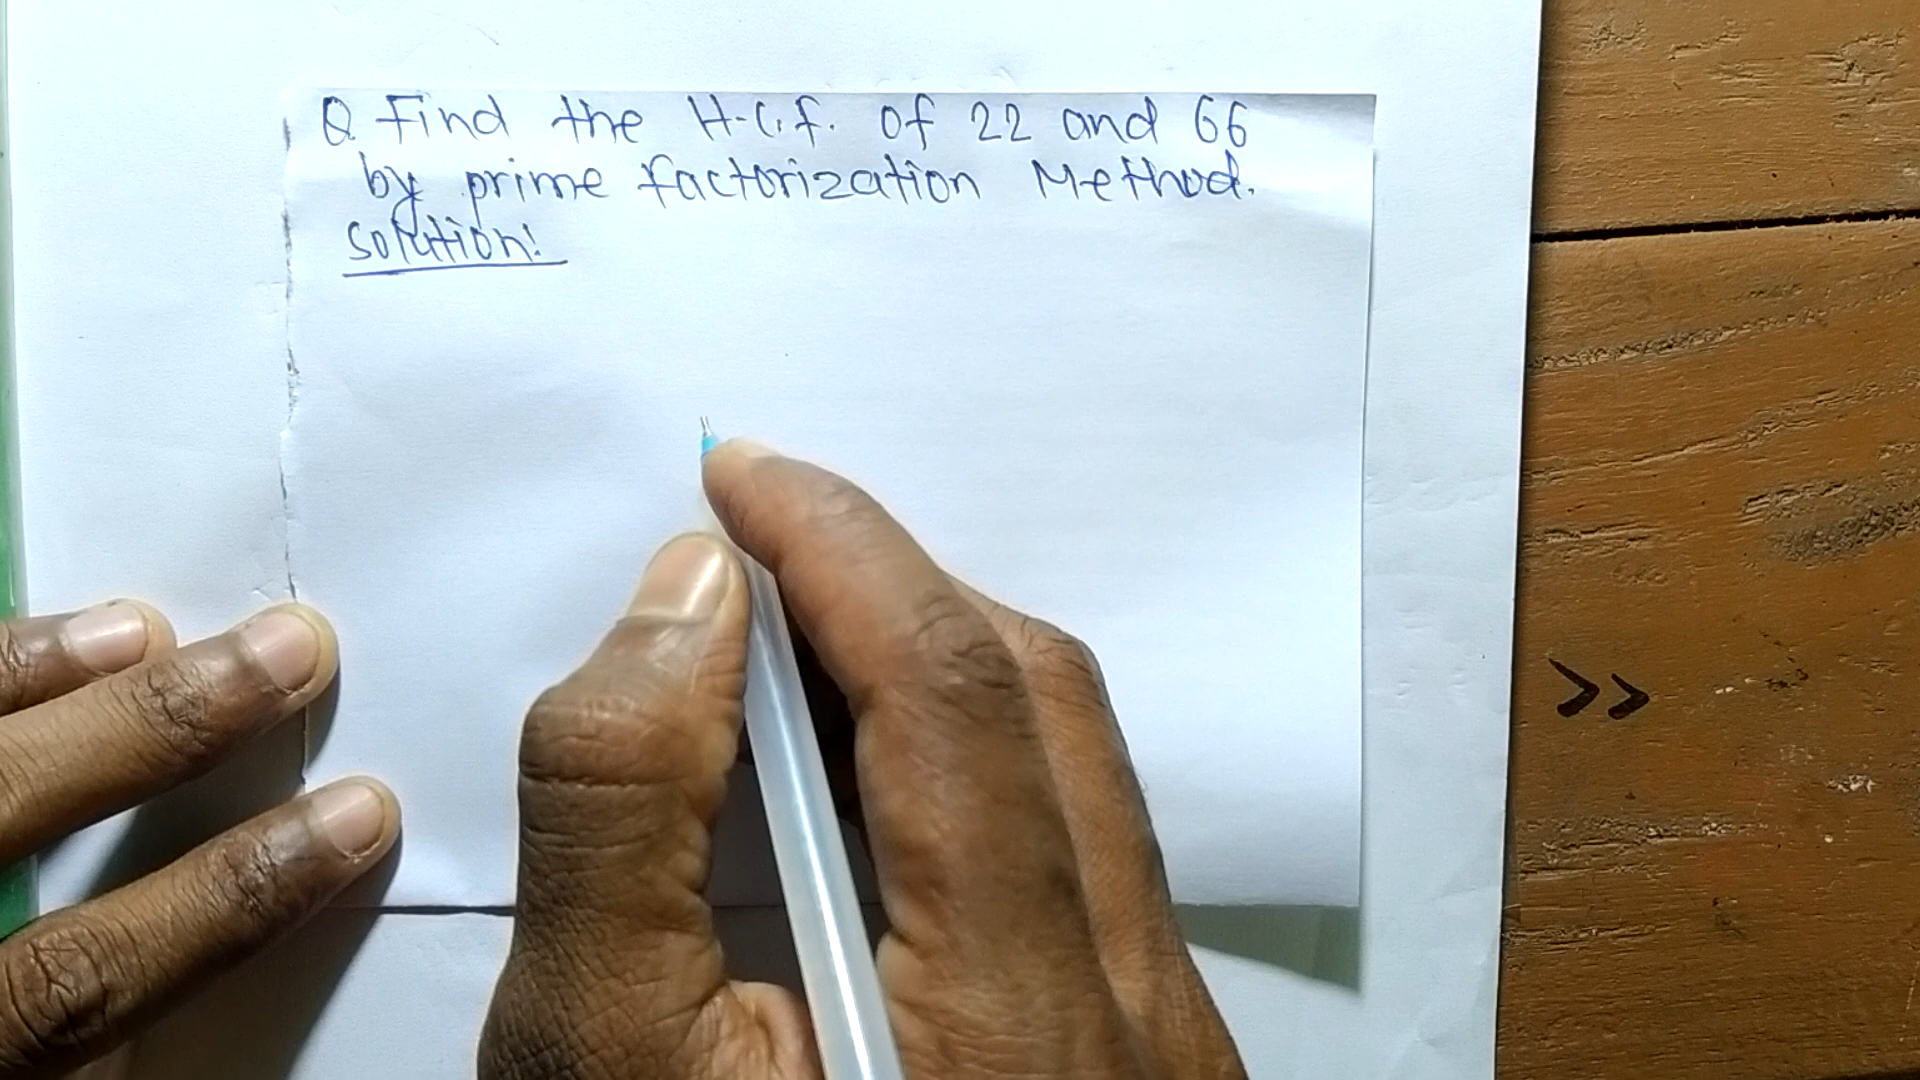 Q. Find the H.C.f. of 22 and 66
by prime factorization Method.
Solution:
>>